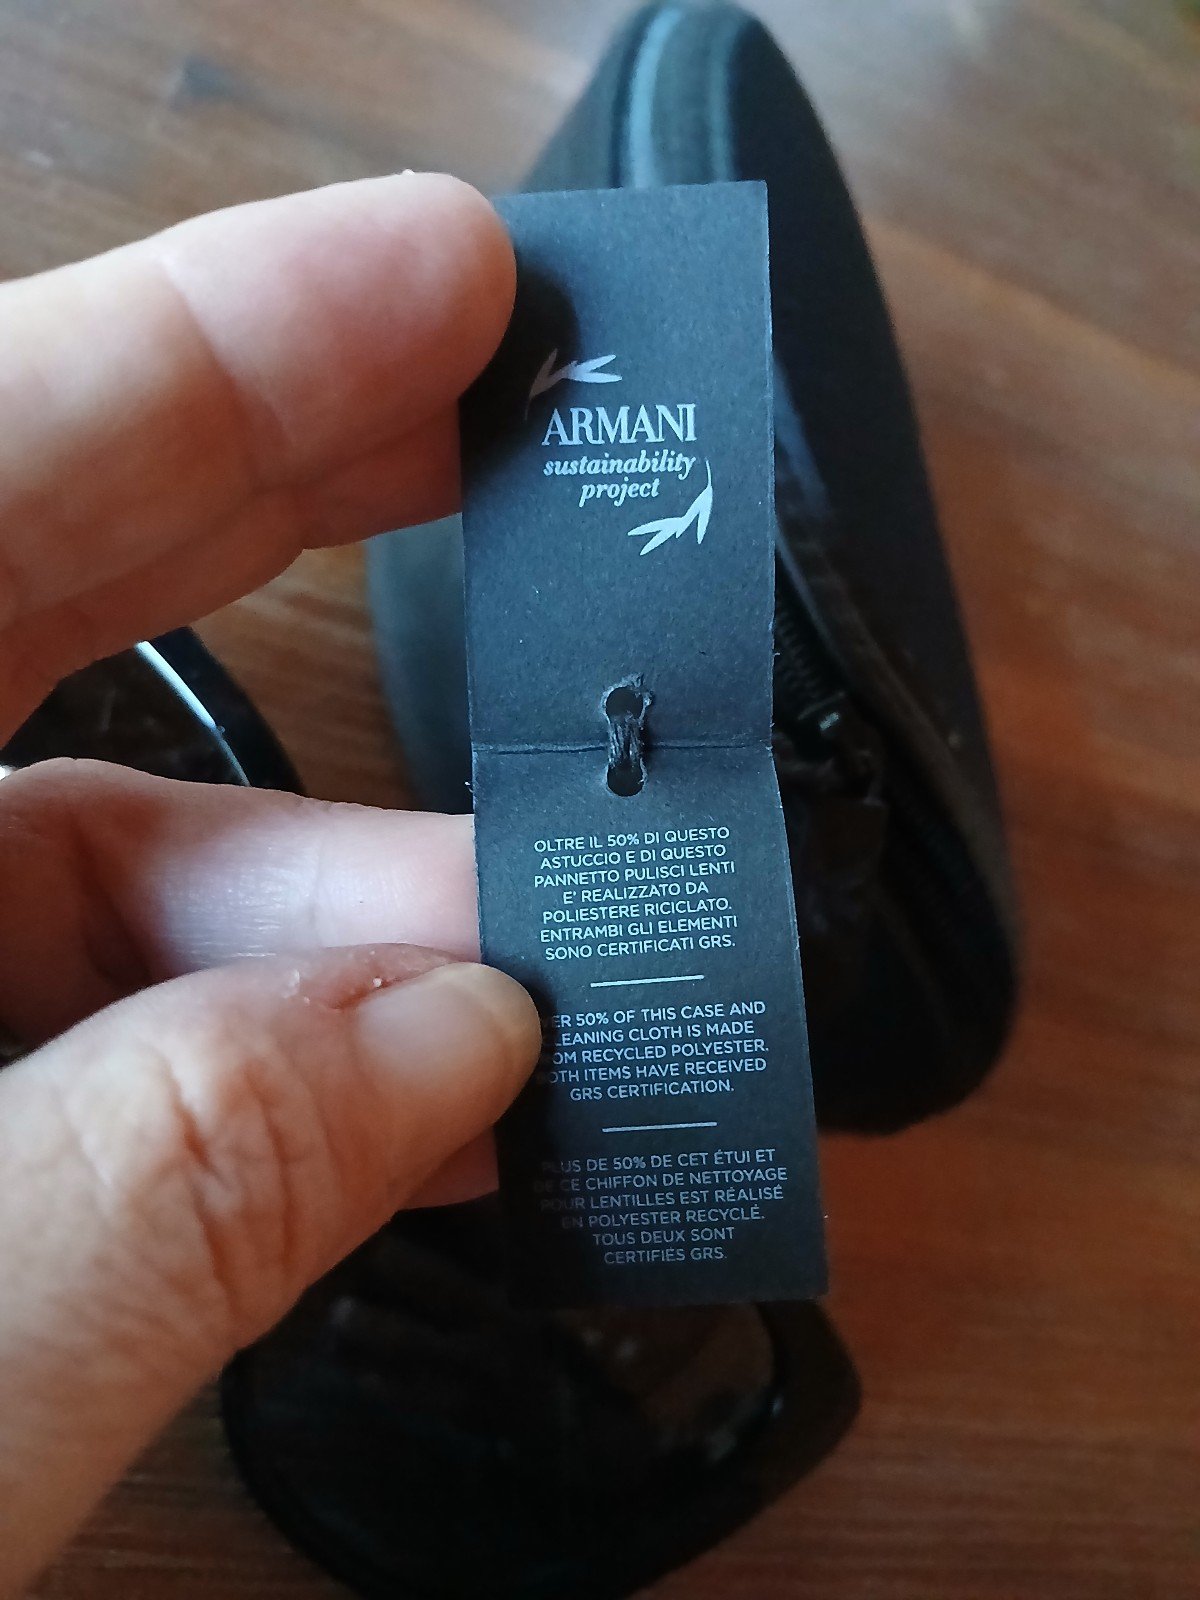 ARMANI
sustainability
project
OLTRE IL 50% DI QUESTO
ASTUCCIO E DI QUESTO
PANNETTO PULISCI LENTI
E' REALIZZATO DA
POLIESTERE RICICLATO.
ENTRAMBI GLI ELEMENTI
SONO CERTIFICATI GRS.
ER 50% OF THIS CASE AND
LEANING CLOTH IS MADE
OM RECYCLED POLYESTER.
OTH ITEMS HAVE RECEIVED
GRS CERTIFICATION.
PLUS DE 50% DE CET ÉTUI ET
DE CE CHIFFON DE NETTOYAGE
POUR LENTILLES EST RÉALISÉ
EN POLYESTER RECYCLÉ.
TOUS DEUX SONT
CERTIFIÉS GRS.